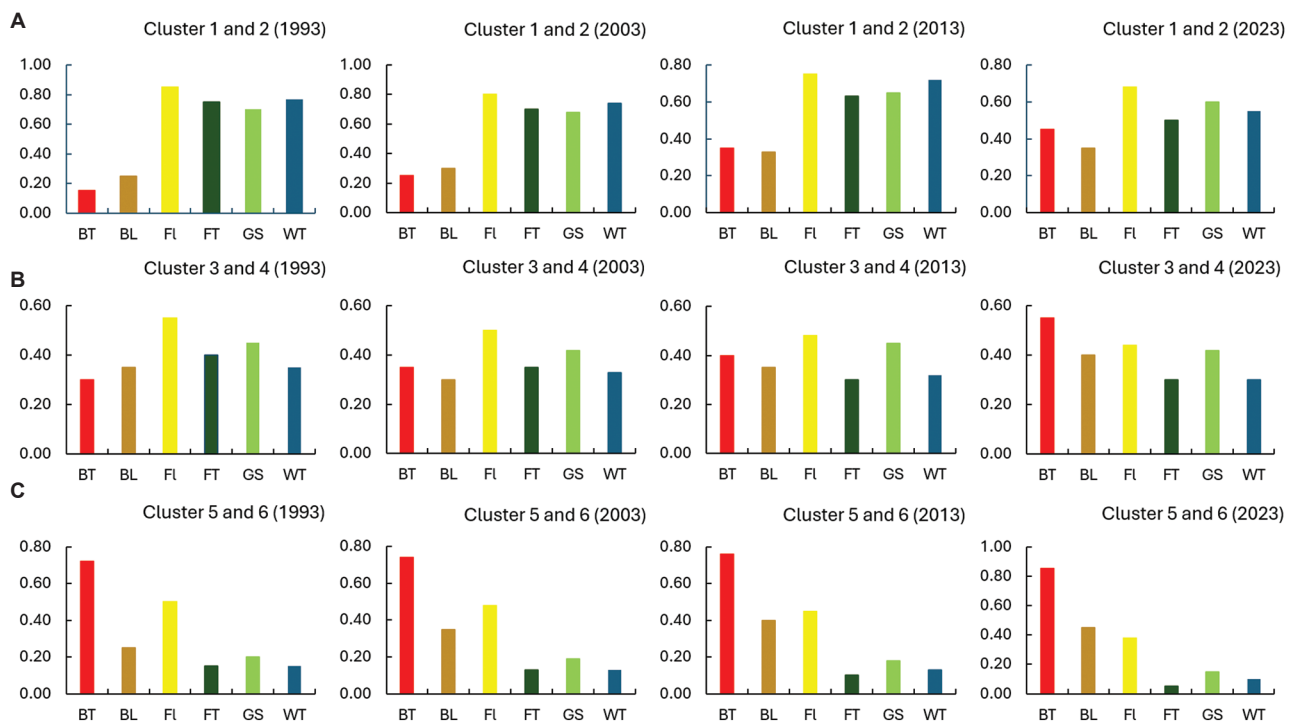 A
Cluster 1 and 2 (1993)
Cluster 1 and 2 (2003)
Cluster 1 and 2 (2013)
Cluster 1 and 2 (2023)
1.00 1.00 0.80 0.80
0.80 0.80 0.60 0.60
0.60 0.60 0.40 0.40
0.40 0.40 0.20 0.20
0.20 0.20 0.00 0.00
0.00 0.00
BT BL Fl FT GS WT BT BL Fl FT GS WT BT BL Fl FT GS WT BT BL Fl FT GS WT
B
Cluster 3 and 4 (1993)
Cluster 3 and 4 (2003)
Cluster 3 and 4 (2013)
Cluster 3 and 4 (2023)
0.60 0.60 0.60 0.60
0.40 0.40 0.40 0.40
0.20 0.20 0.20 0.20
0.00 0.00 0.00 0.00
BT BL Fl FT GS WT BT BL Fl FT GS WT BT BL Fl FT GS WT BT BL Fl FT GS WT
C
Cluster 5 and 6 (1993)
Cluster 5 and 6 (2003)
Cluster 5 and 6 (2013)
Cluster 5 and 6 (2023)
0.80 0.80 0.80 1.00
0.60 0.60 0.60 0.80
0.40 0.40 0.40 0.60
0.20 0.20 0.20 0.40
0.00 0.00 0.00 0.20
0.00
BT BL Fl FT GS WT BT BL Fl FT GS WT BT BL Fl FT GS WT BT BL Fl FT GS WT